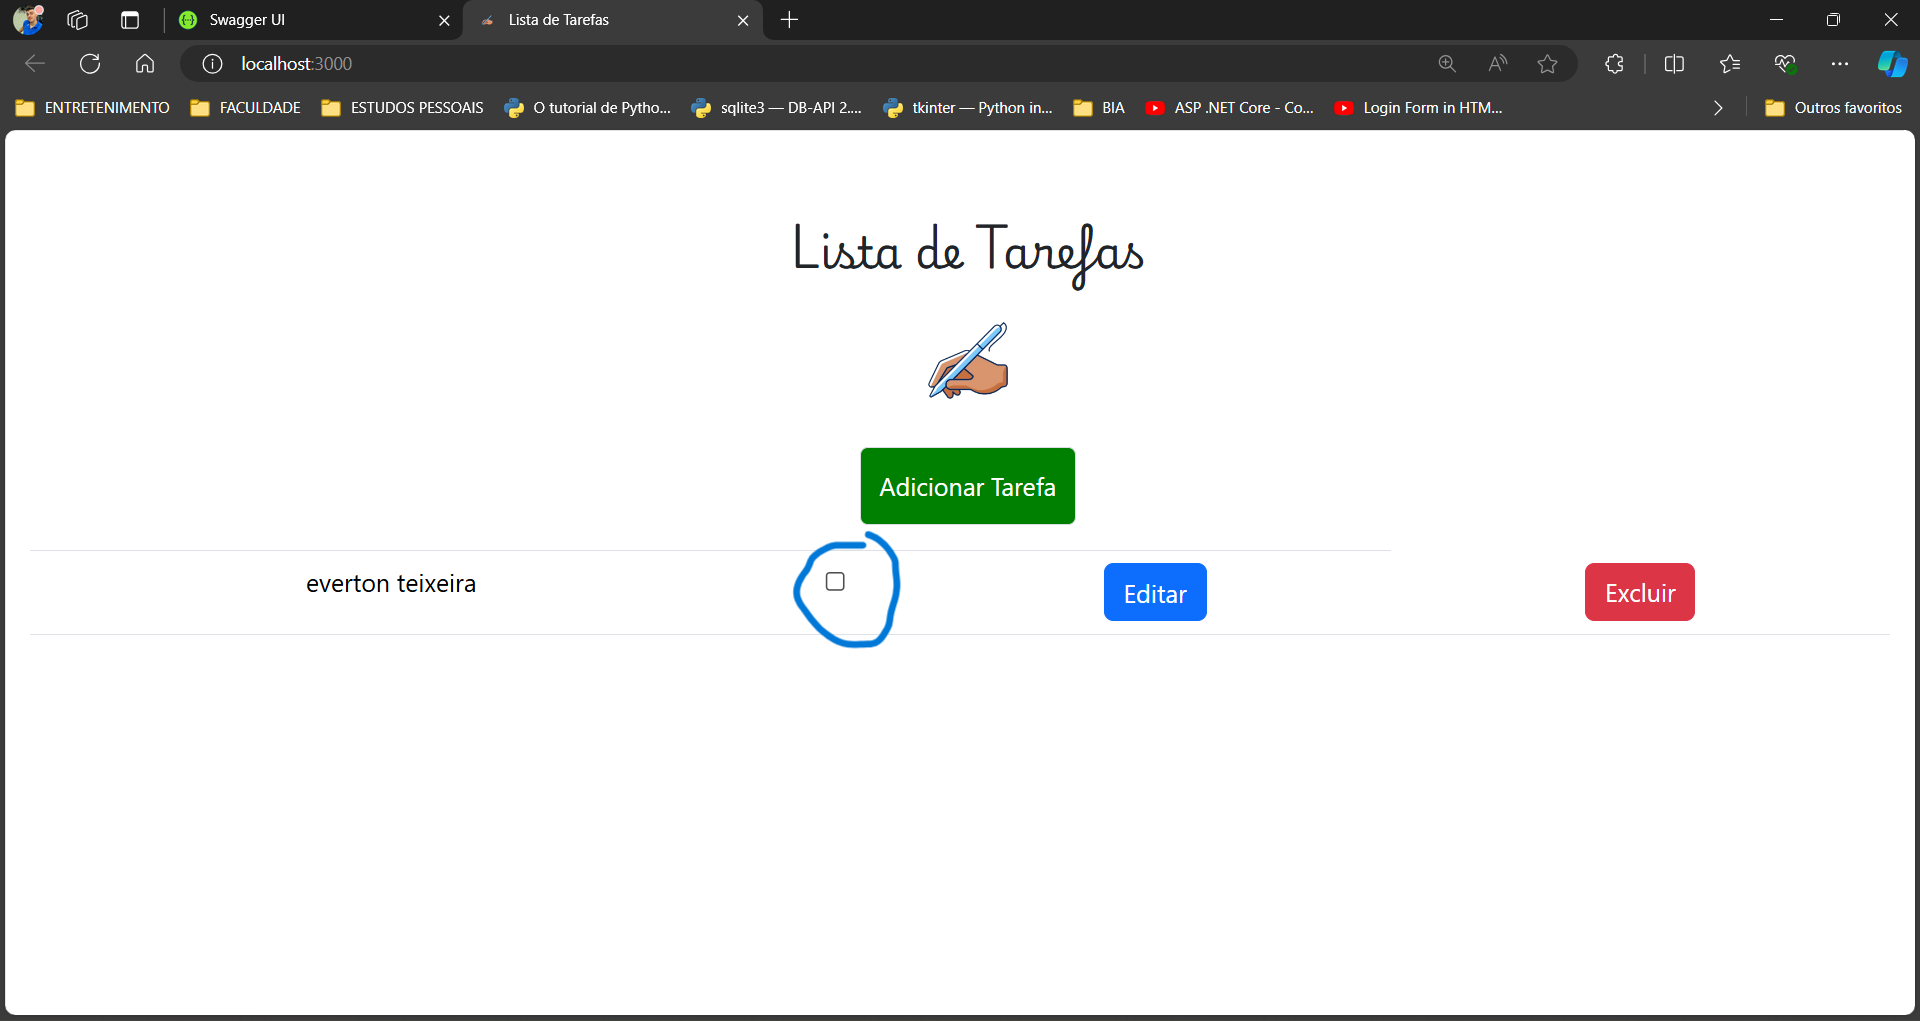 Swagger UI
Lista de Tarefas
localhost:3000
ENTRETENIMENTO
FACULDADE
ESTUDOS PESSOAIS
O tutorial de Pytho...
sqlite3 — DB-API 2....
tkinter — Python in...
BIA
ASP .NET Core - Co...
Login Form in HTM...
Outros favoritos
Lista de Tarefas
Adicionar Tarefa
everton teixeira
Editar
Excluir